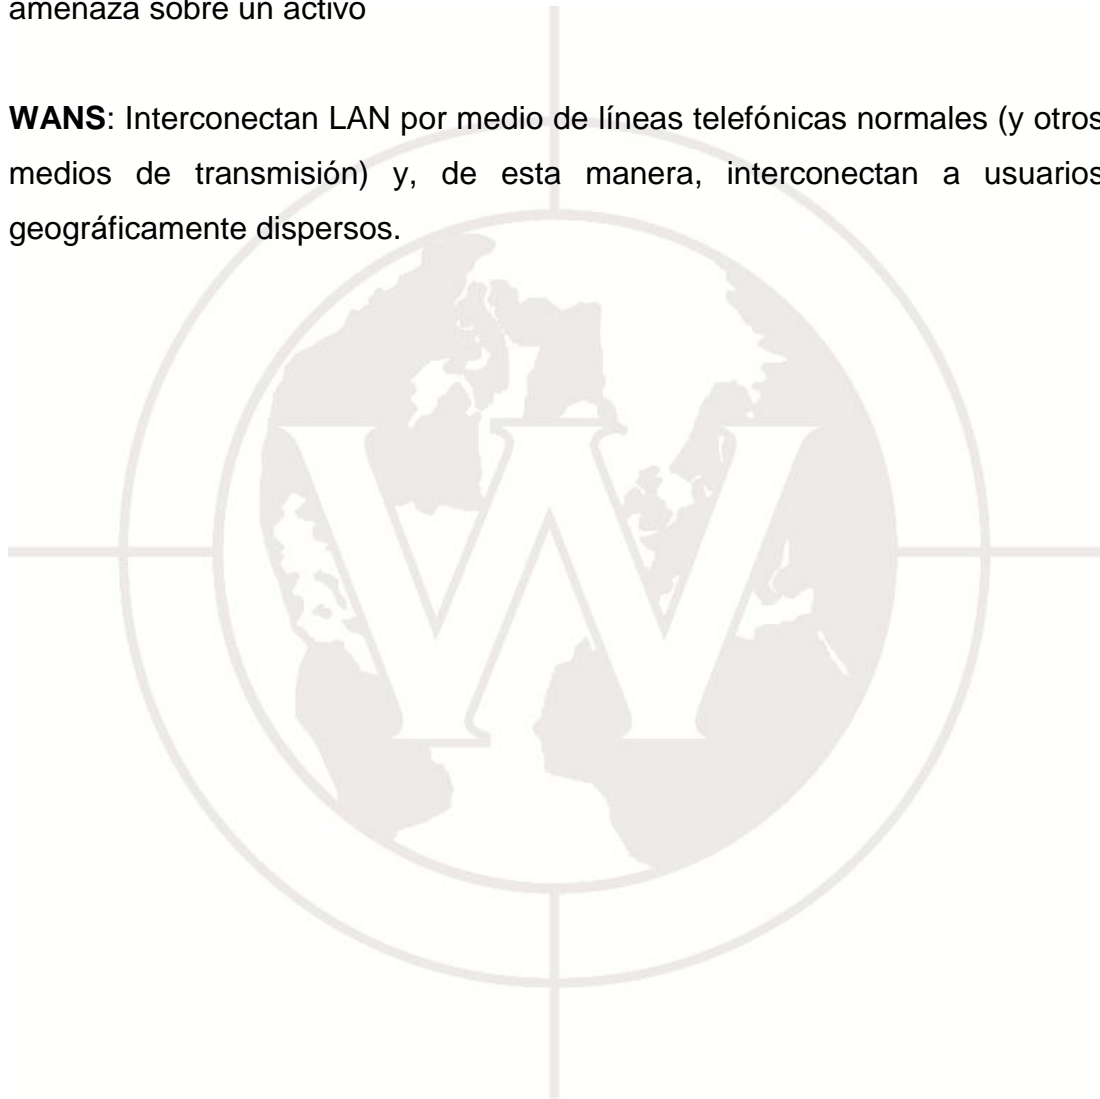 amenaza sobre un activo
WANS: Interconectan LAN por medio de líneas telefónicas normales (y otros
medios de transmisión) y, de esta manera, interconectan a usuarios
geográficamente dispersos.
W